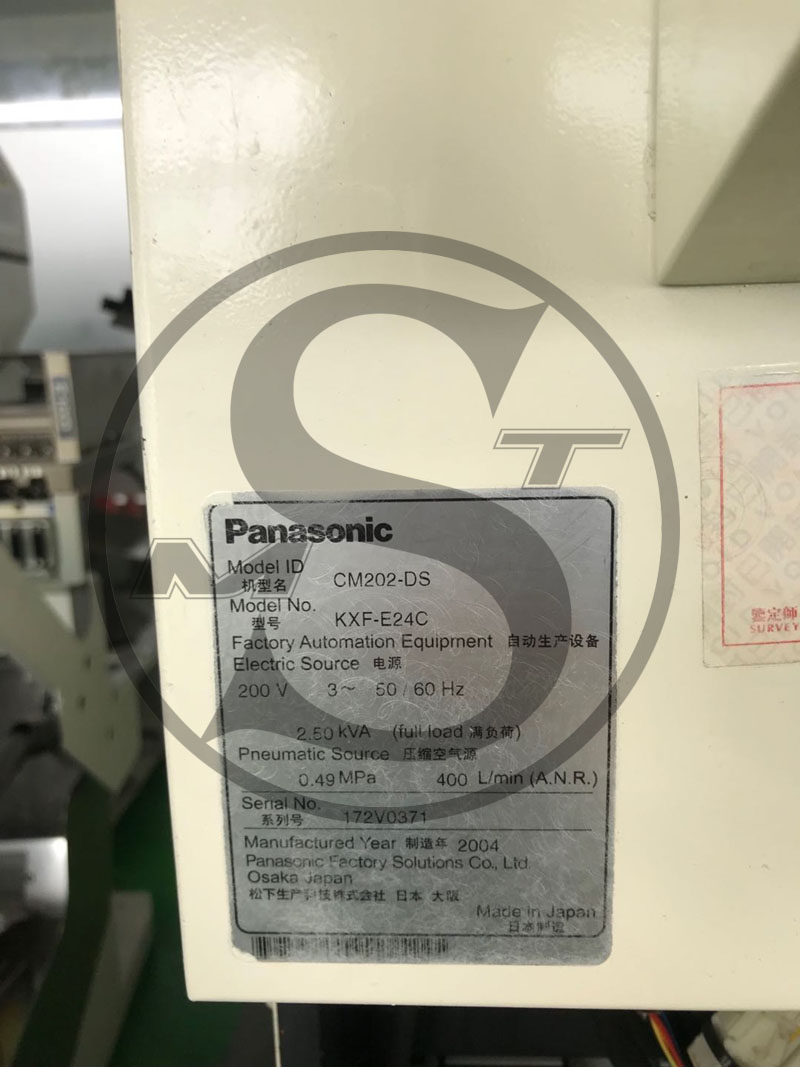 Panasonic
Model ID
机型名 CM202-DS
Model No.
型号 KXF-E24C
Factory Automation Equipment 自动生产设备
Electric Source 电源
200 V 3~ 50 / 60 Hz
2.50 kVA (full load 满负荷)
Pneumatic Source 压缩空气源
0.49 MPa 400 L/min (A.N.R.)
Serial No.
系列号 172V0371
Manufactured Year 制造年 2004
Panasonic Factory Solutions Co., Ltd.
Osaka Japan
松下生产科技株式会社 日本 大阪
Made in Japan
日本制造
S
M
T
鑒定師
SURVEY